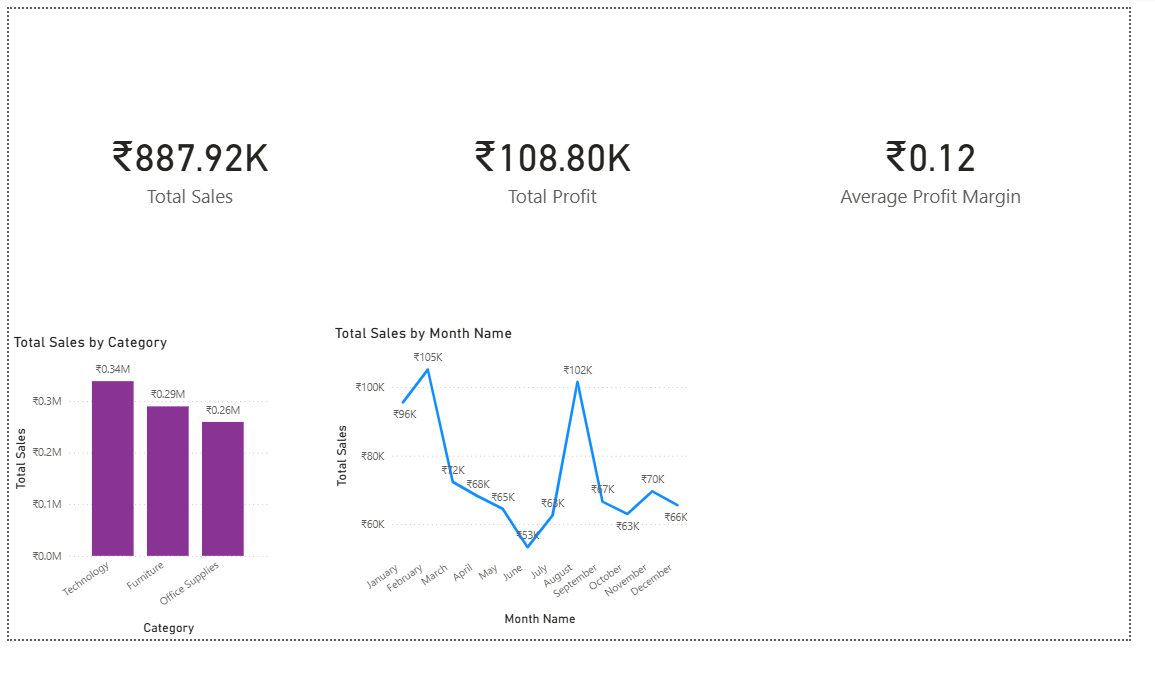 ₹887.92K
Total Sales
₹108.80K
Total Profit
₹0.12
Average Profit Margin
Total Sales by Category
Total Sales
₹0.3M
₹0.2M
₹0.1M
₹0.0M
₹0.34M
₹0.29M
₹0.26M
Technology
Furniture
Office Supplies
Category
Total Sales by Month Name
Total Sales
₹100K
₹80K
₹60K
₹96K
₹105K
₹72K
₹68K
₹65K
₹53K
₹63K
₹102K
₹67K
₹63K
₹70K
₹66K
January
February
March
April
May
June
July
August
September
October
November
December
Month Name